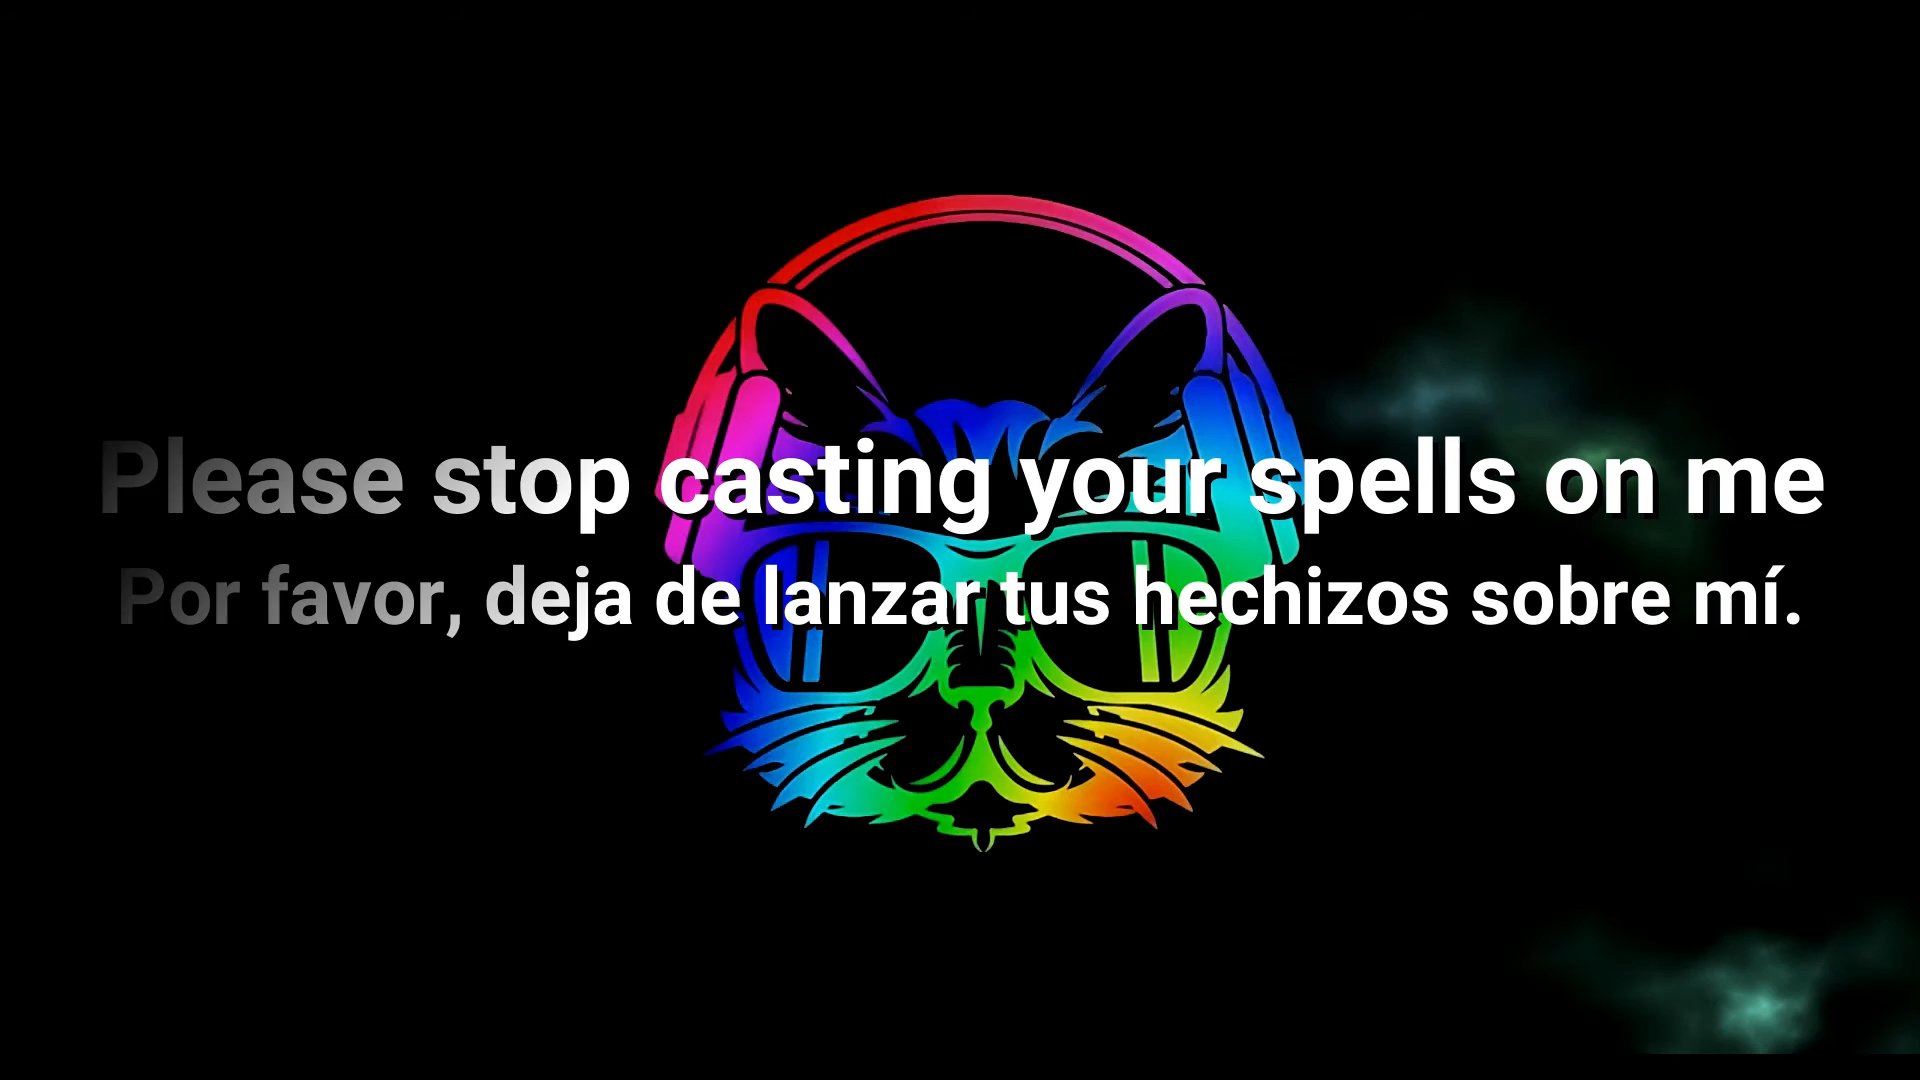 Please stop casting your spells on me
Por favor, deja de lanzar tus hechizos sobre mí.